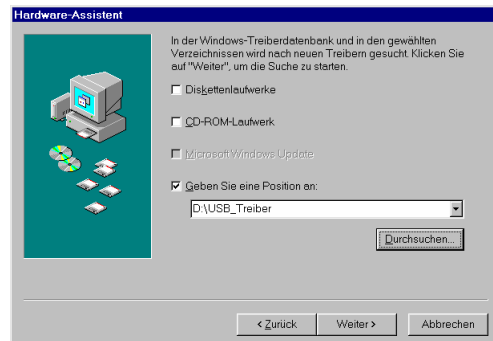 Hardware-Assistent
In der Windows-Treiberdatenbank und in den gewählten
Verzeichnissen wird nach neuen Treibern gesucht. Klicken Sie
auf "Weiter", um die Suche zu starten.
Diskettenlaufwerke
CD-ROM-Laufwerk
Microsoft Windows Update
Geben Sie eine Position an:
D:\USB_Treiber
Durchsuchen...
< Zurück
Weiter >
Abbrechen